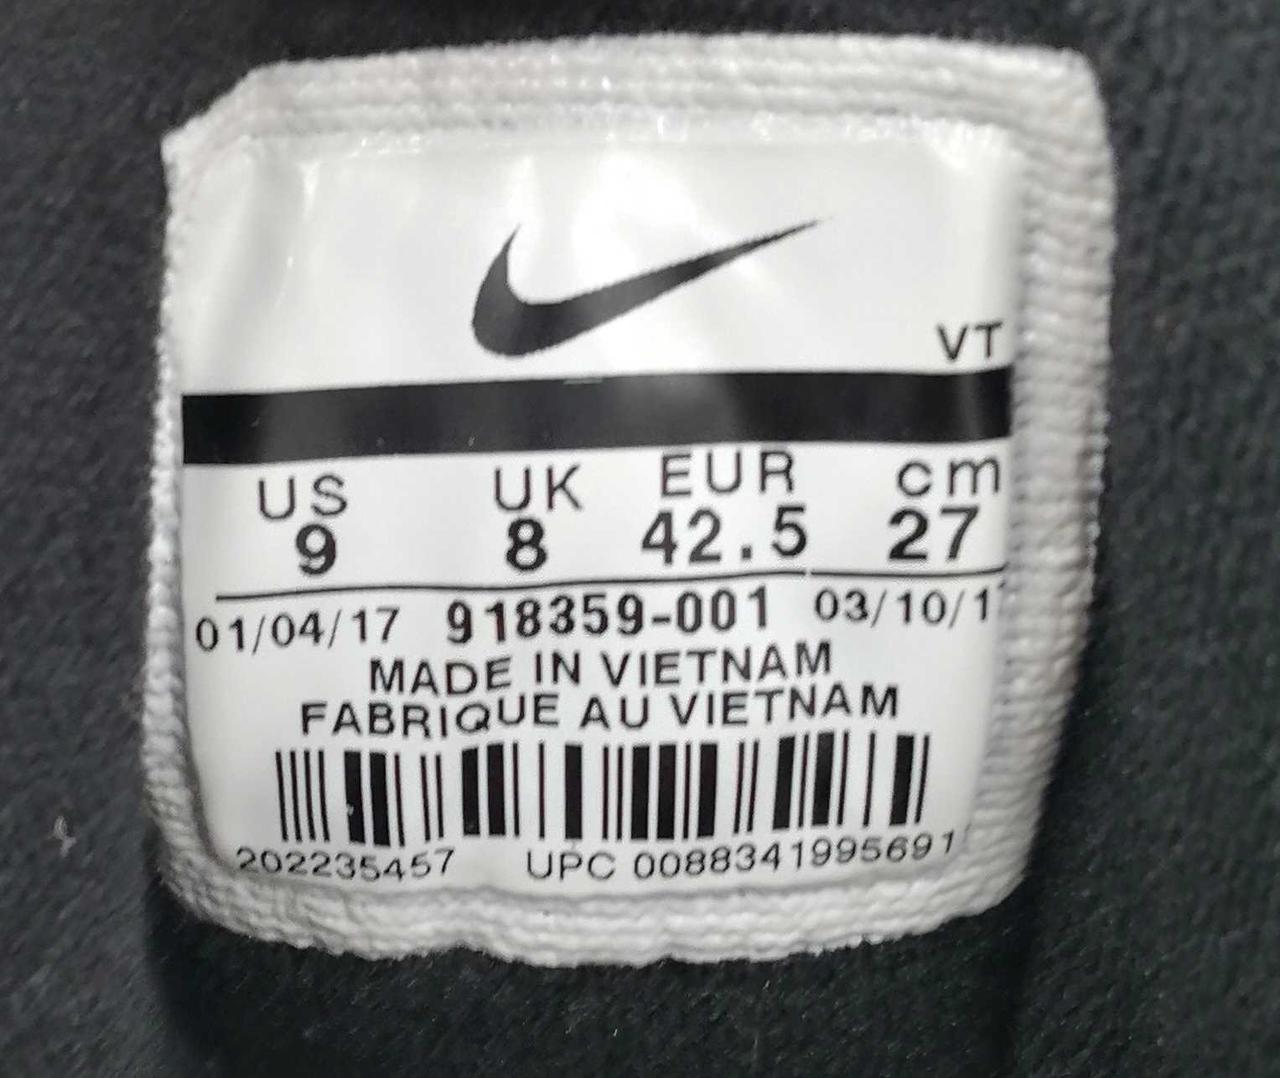 VT
US UK EUR cm
9 8 42.5 27
01/04/17 918359-001 03/10/1
MADE IN VIETNAM
FABRIQUE AU VIETNAM
202235457 UPC 00883419956911